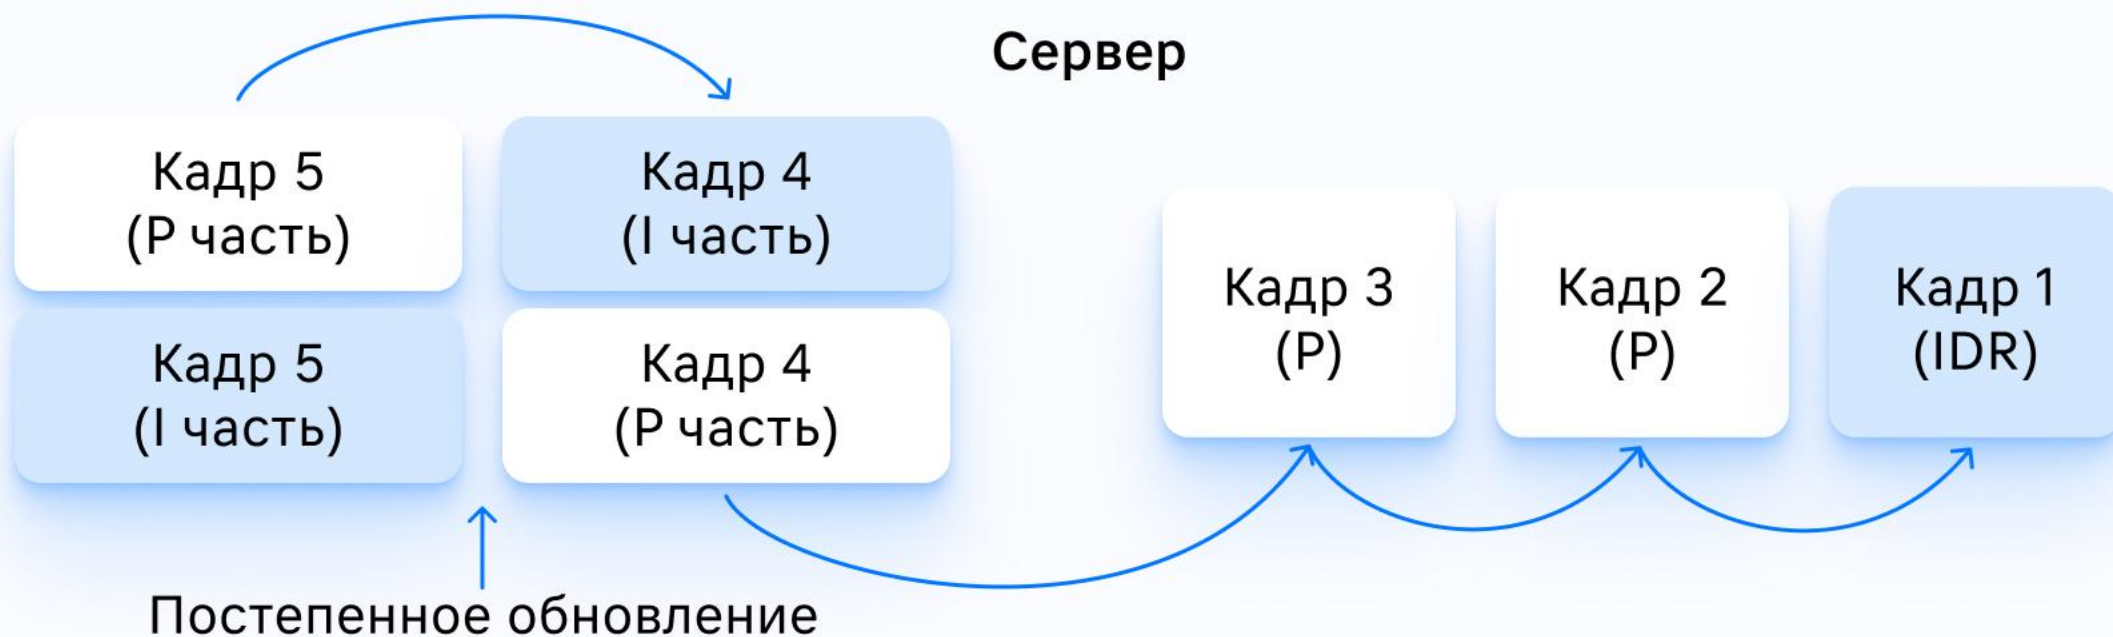 Сервер
Кадр 5
(P часть)
Кадр 4
(I часть)
Кадр 5
(I часть)
Кадр 4
(P часть)
Кадр 3
(P)
Кадр 2
(P)
Кадр 1
(IDR)
Постепенное обновление